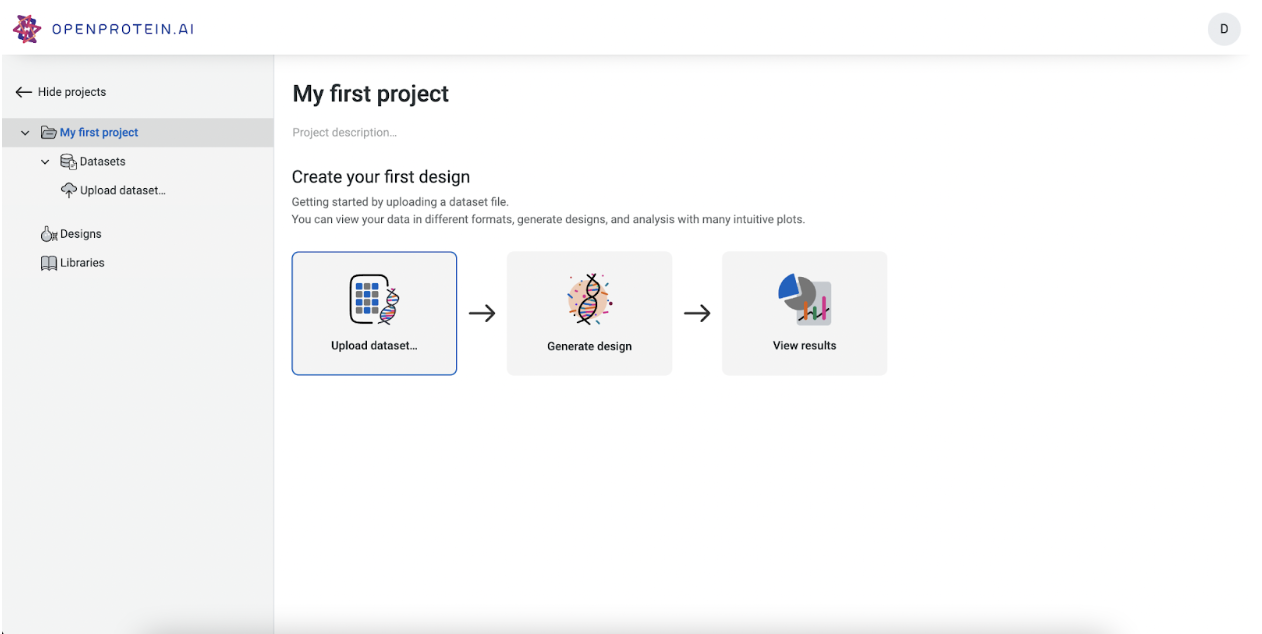 OPENPROTEIN.AI
D
Hide projects
My first project
Datasets
Upload dataset...
Designs
Libraries
My first project
Project description...
Create your first design
Getting started by uploading a dataset file.
You can view your data in different formats, generate designs, and analysis with many intuitive plots.
Upload dataset...
Generate design
View results